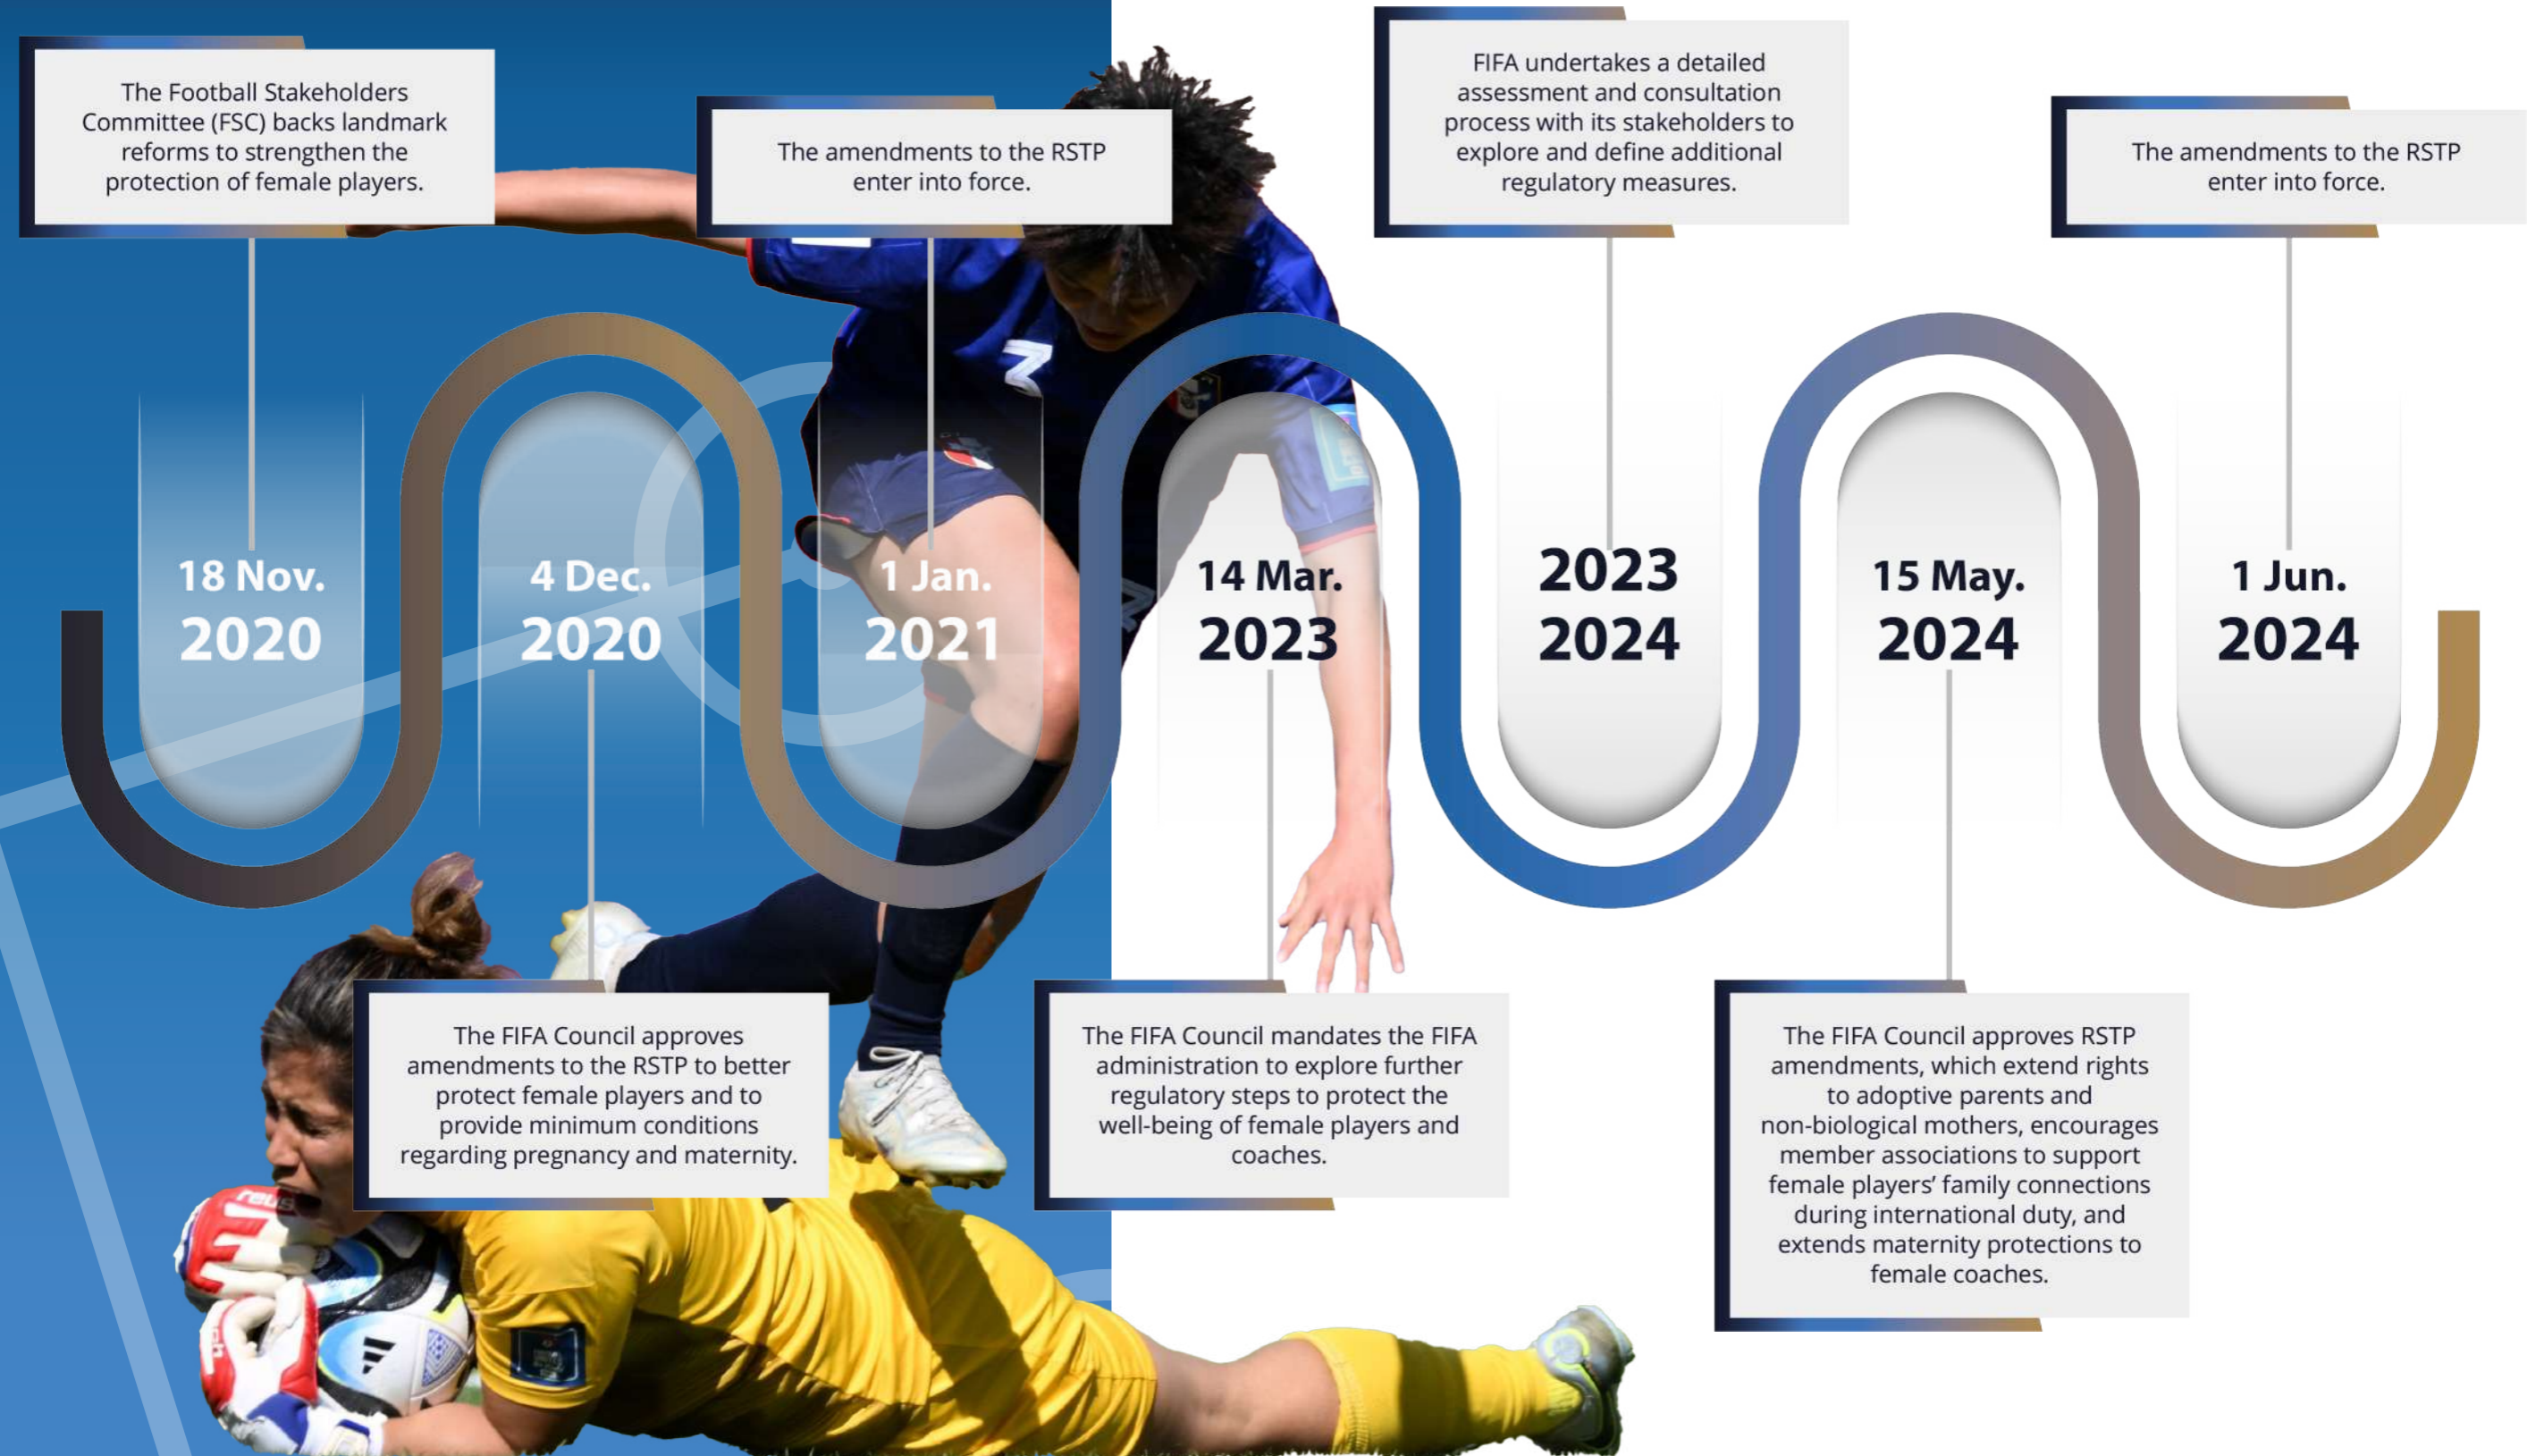 The Football Stakeholders
Committee (FSC) backs landmark
reforms to strengthen the
protection of female players.
18 Nov.
2020
4 Dec.
2020
The FIFA Council approves
amendments to the RSTP to better
protect female players and to
provide minimum conditions
regarding pregnancy and maternity.
The amendments to the RSTP
enter into force.
1 Jan.
2021
14 Mar.
2023
The FIFA Council mandates the FIFA
administration to explore further
regulatory steps to protect the
well-being of female players and
coaches.
FIFA undertakes a detailed
assessment and consultation
process with its stakeholders to
explore and define additional
regulatory measures.
2023
2024
15 May.
2024
The FIFA Council approves RSTP
amendments, which extend rights
to adoptive parents and
non-biological mothers, encourages
member associations to support
female players’ family connections
during international duty, and
extends maternity protections to
female coaches.
The amendments to the RSTP
enter into force.
1 Jun.
2024
3
reus